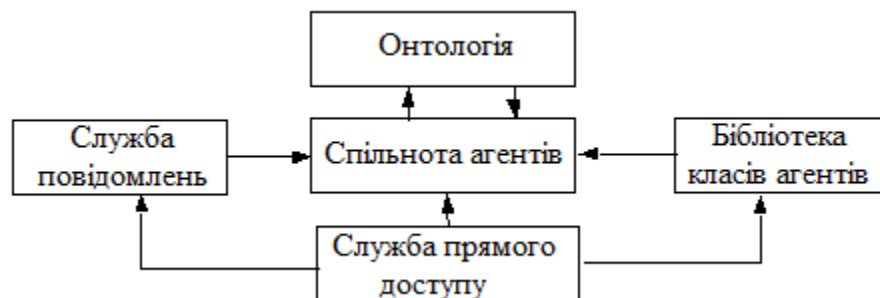 Онтологія
Служба
повідомлень
Спільнота агентів
Бібліотека
класів агентів
Служба прямого
доступу